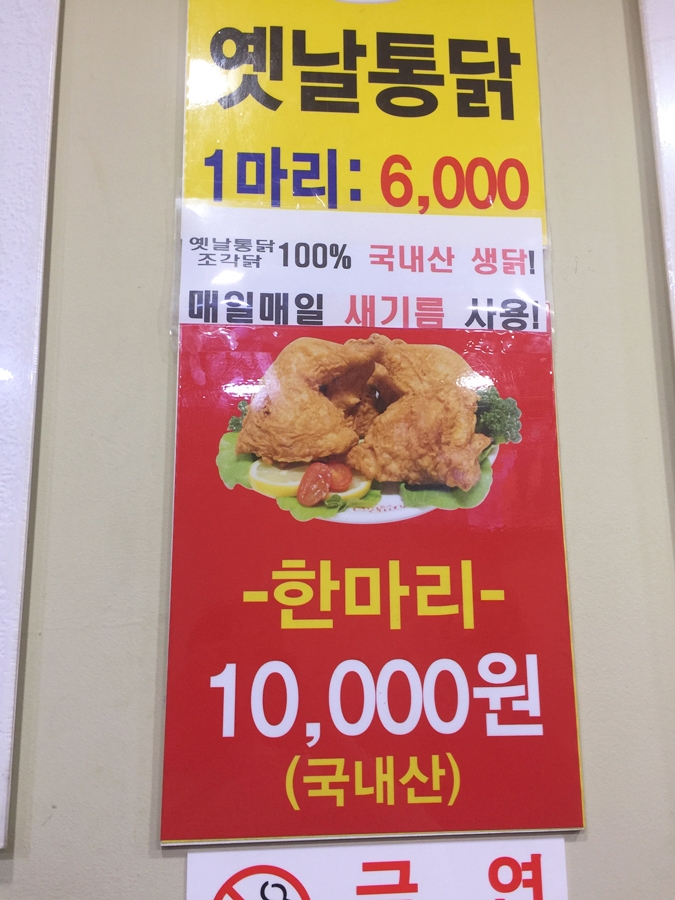 옛날통닭
1마리: 6,000
옛날통닭 조각닭 100% 국내산 생닭!
매일매일 새기름 사용!
-한마리-
10,000원
(국내산)
금연